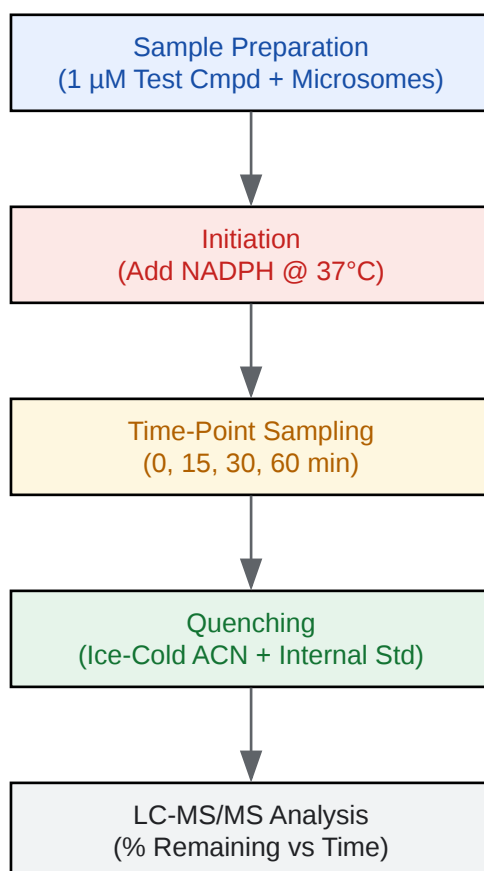 Sample Preparation
(1 µM Test Cmpd + Microsomes)
Initiation
(Add NADPH @ 37°C)
Time-Point Sampling
(0, 15, 30, 60 min)
Quenching
(Ice-Cold ACN + Internal Std)
LC-MS/MS Analysis
(% Remaining vs Time)